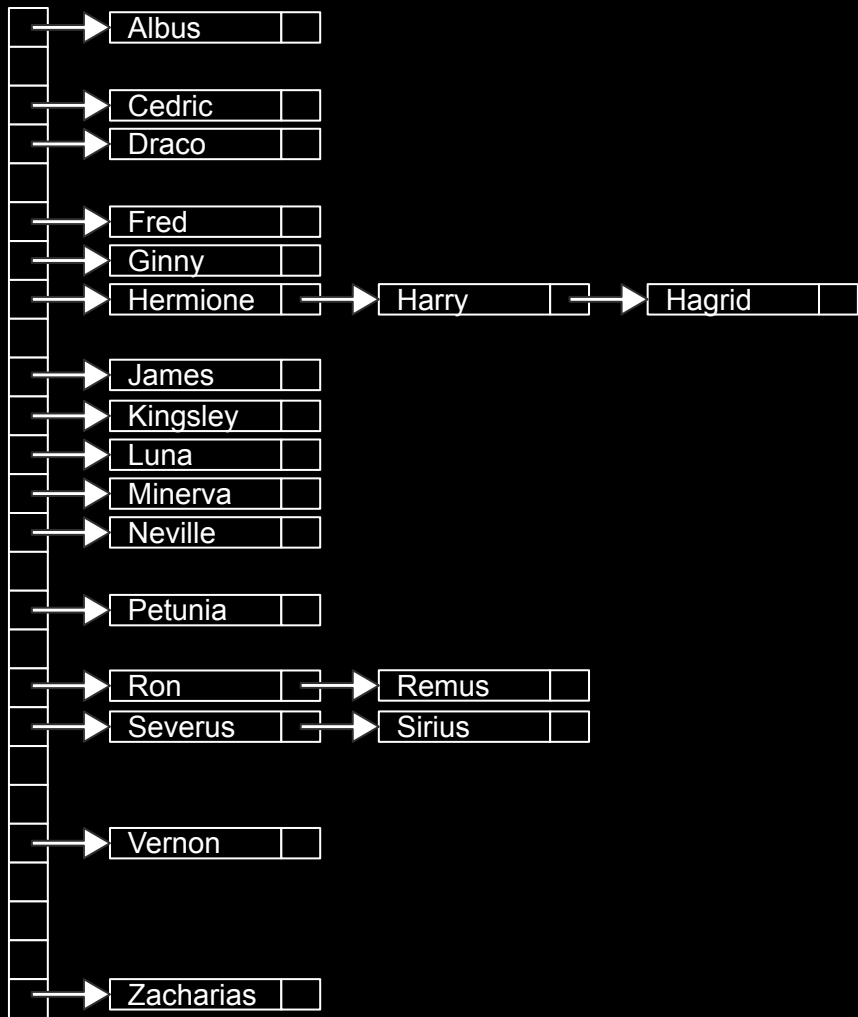 Albus
Cedric
Draco
Fred
Ginny
Hermione Harry Hagrid
James
Kingsley
Luna
Minerva
Neville
Petunia
Ron Remus
Severus Sirius
Vernon
Zacharias